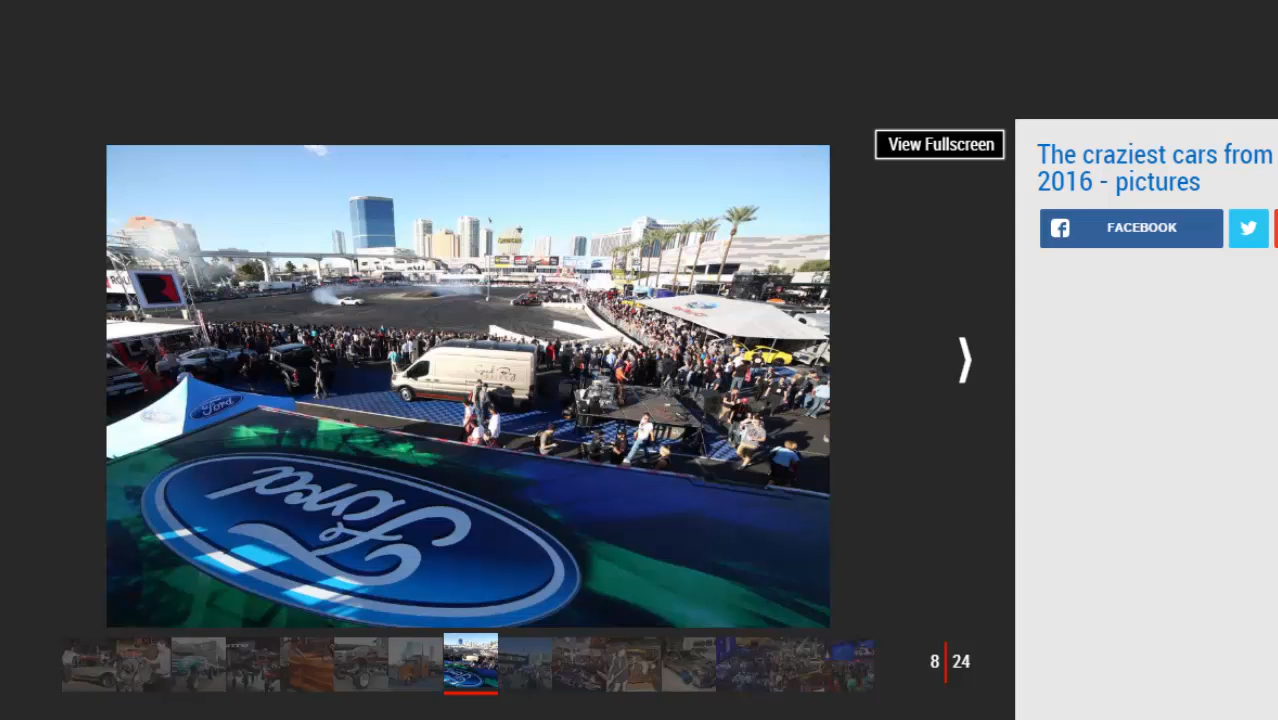 View Fullscreen
The craziest cars from
2016 - pictures
FACEBOOK
Ford
Ford
8 24